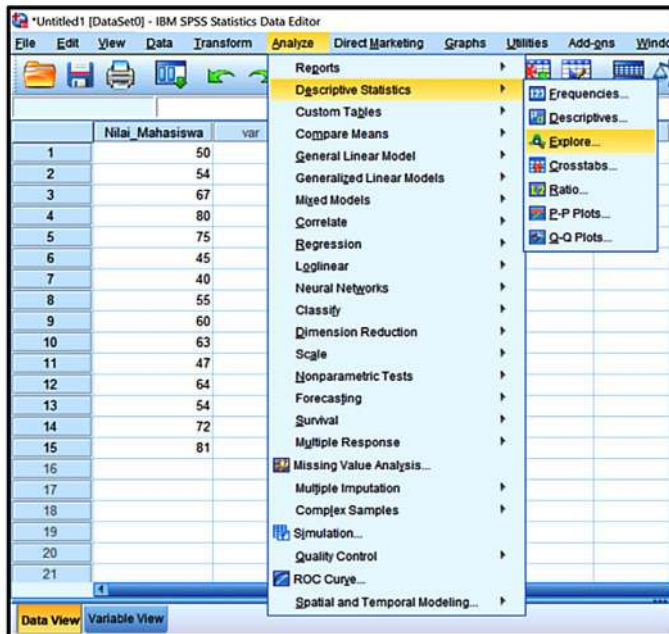 *Untitled1 [DataSet0] - IBM SPSS Statistics Data Editor
File Edit View Data Transform Analyze Direct Marketing Graphs Utilities Add-ons
Nilai_Mahasiswa var
1 50
2 54
3 67
4 80
5 75
6 45
7 40
8 55
9 60
10 63
11 47
12 64
13 54
14 72
15 81
16
17
18
19
20
21
Reports
Descriptive Statistics
Custom Tables
Compare Means
General Linear Model
Generalized Linear Models
Mixed Models
Correlate
Regression
Loglinear
Neural Networks
Classify
Dimension Reduction
Scale
Nonparametric Tests
Forecasting
Survival
Multiple Response
Missing Value Analysis...
Multiple Imputation
Complex Samples
Simulation...
Quality Control
ROC Curve...
Spatial and Temporal Modeling...
123 Frequencies...
Descriptives...
Explore...
Crosstabs...
1/2 Ratio...
P-P Plots...
Q-Q Plots...
Data View Variable View